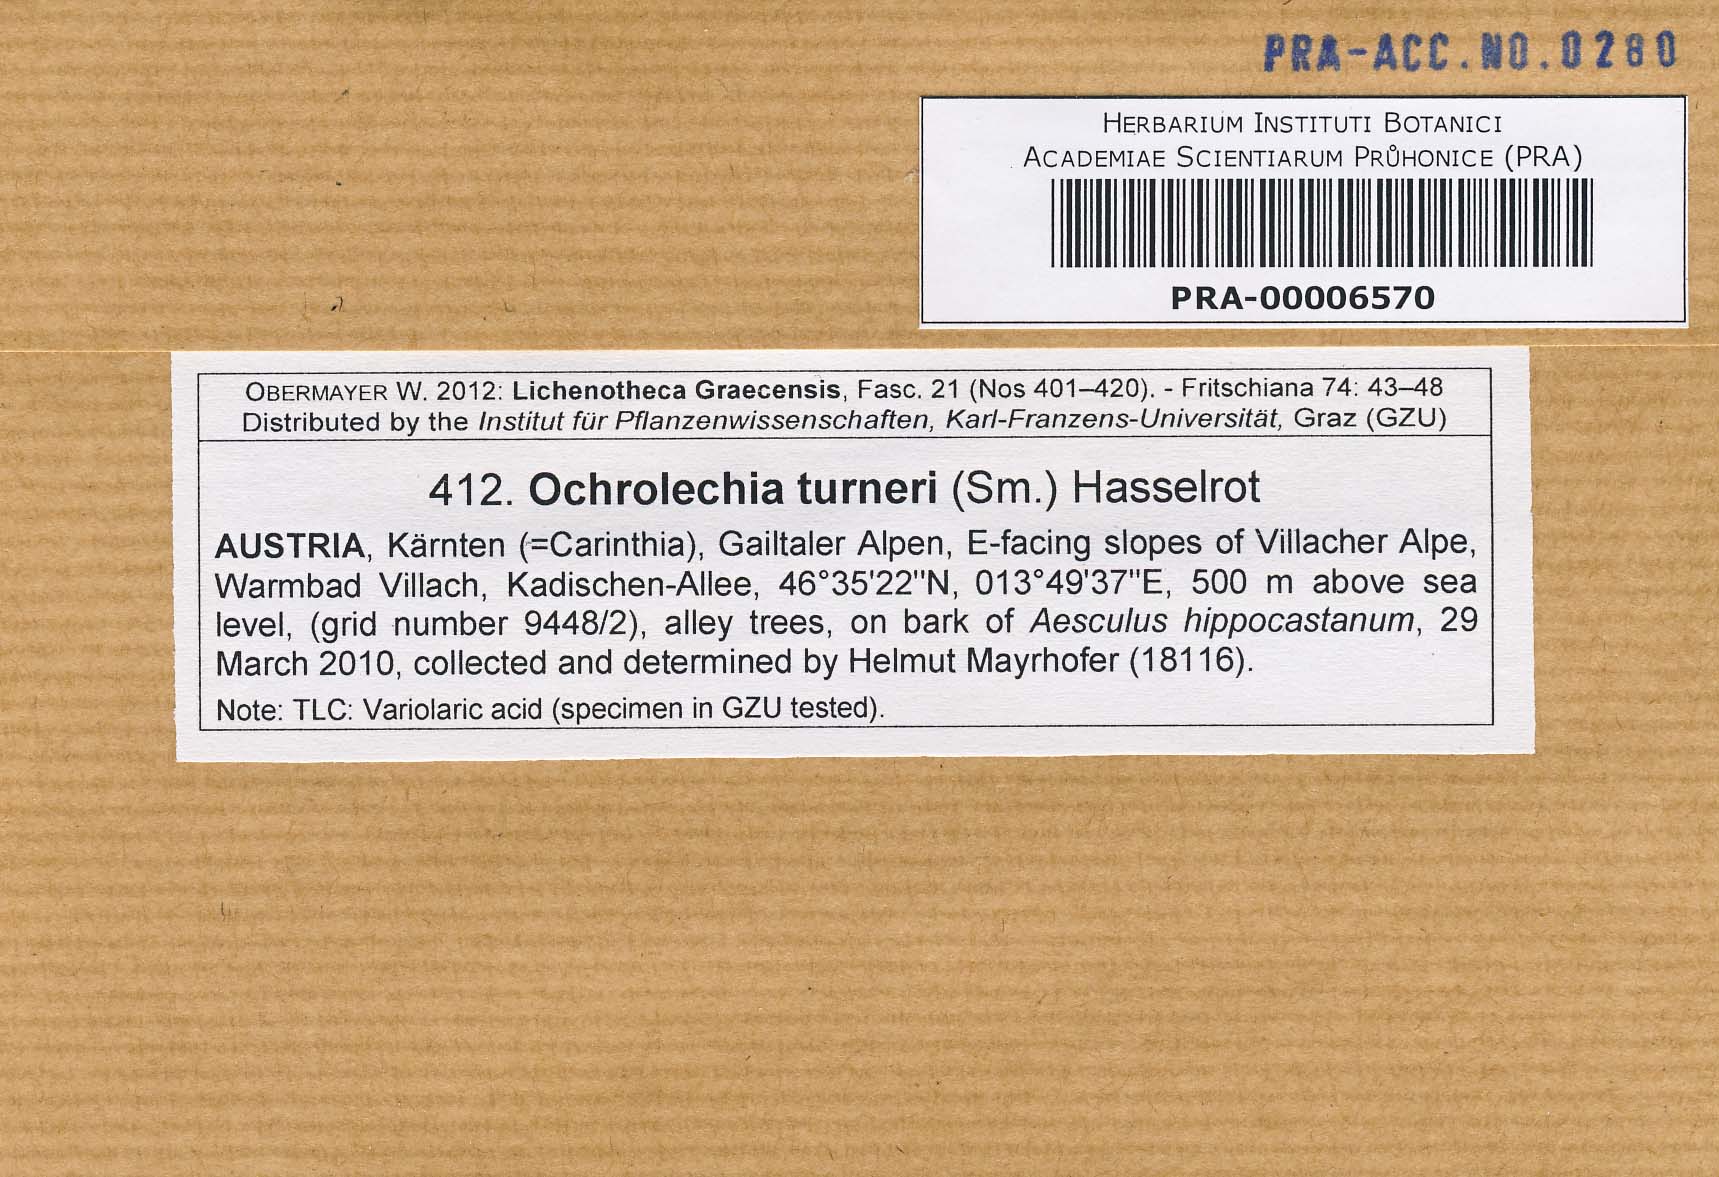 PRA-ACC.NO.0280
HERBARIUM INSTITUTI BOTANICI
ACADEMIAE SCIENTIARUM PRŮHONICE (PRA)
PRA-00006570
OBERMAYER W. 2012: Lichenotheca Graecensis, Fasc. 21 (Nos 401–420). - Fritschiana 74: 43–48
Distributed by the Institut für Pflanzenwissenschaften, Karl-Franzens-Universität, Graz (GZU)
412. Ochrolechia turneri (Sm.) Hasselrot
AUSTRIA, Kärnten (=Carinthia), Gailtaler Alpen, E-facing slopes of Villacher Alpe,
Warmbad Villach, Kadischen-Allee, 46°35'22"N, 013°49'37"E, 500 m above sea
level, (grid number 9448/2), alley trees, on bark of Aesculus hippocastanum, 29
March 2010, collected and determined by Helmut Mayrhofer (18116).
Note: TLC: Variolaric acid (specimen in GZU tested).